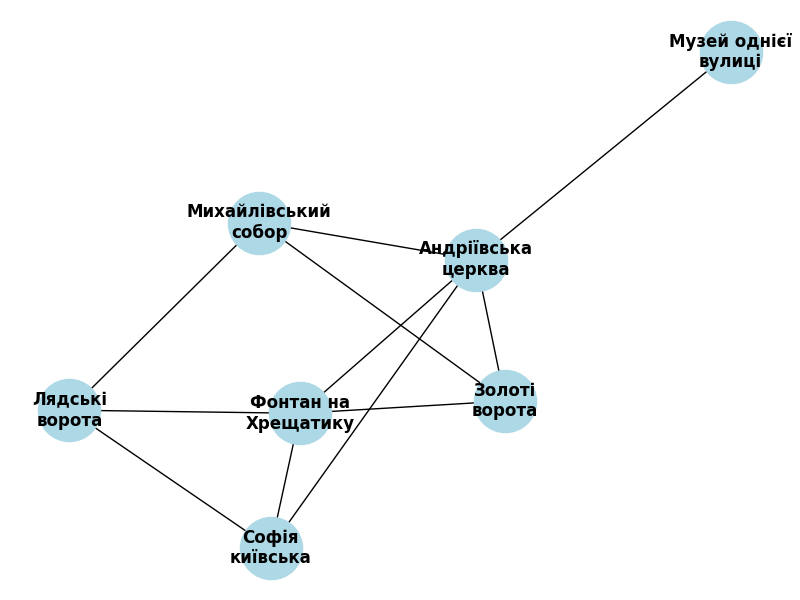 Музей однієї
вулиці
Михайлівський
собор
Андріївська
церква
Лядські
ворота
Фонтан на
Хрещатику
Золоті
ворота
Софія
київська